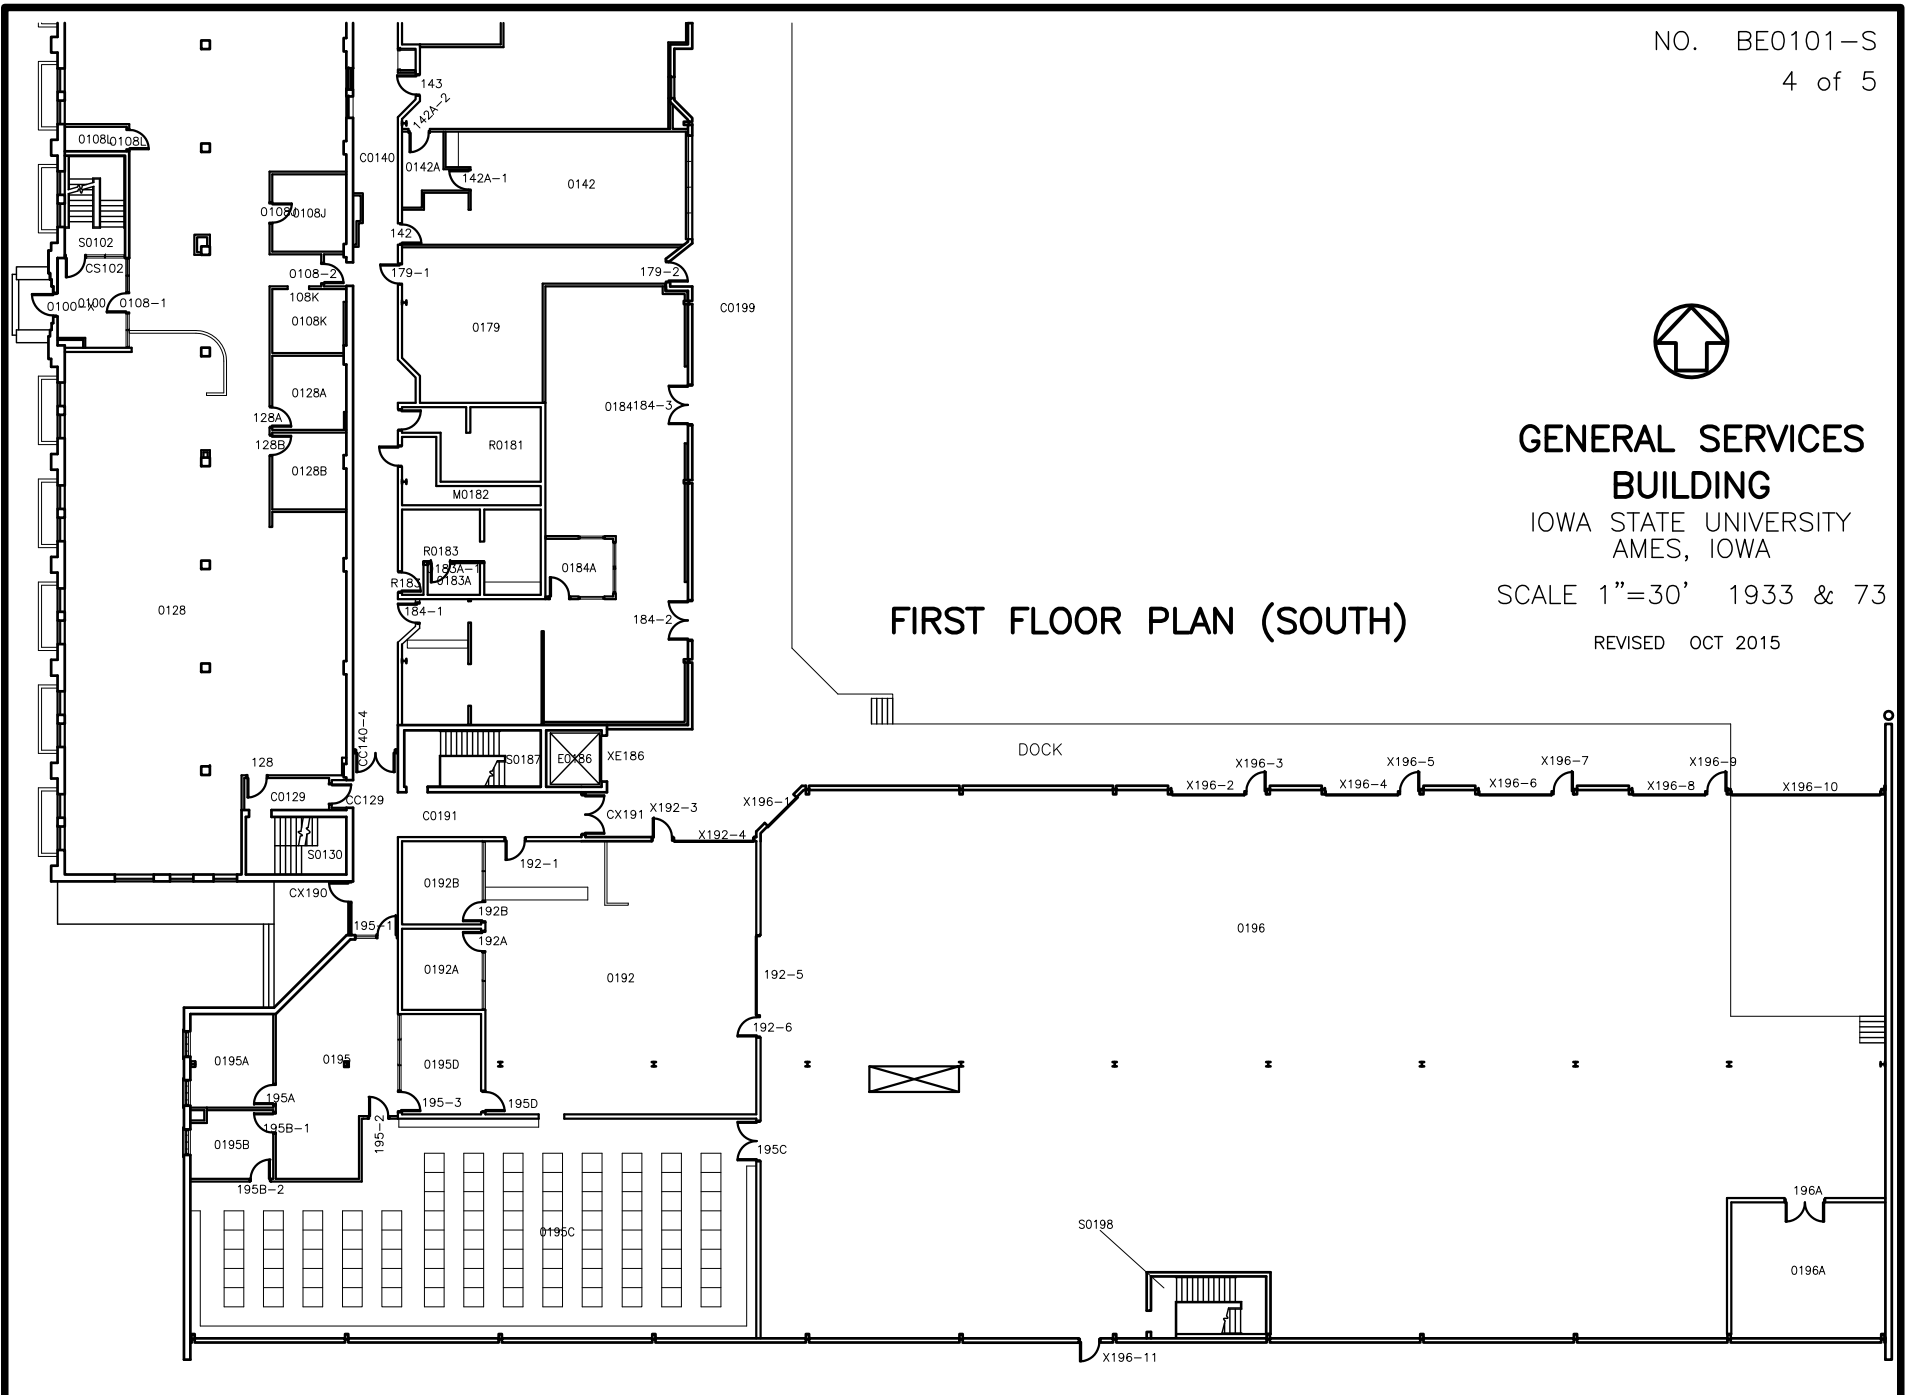 NO. BE0101-S
4 of 5
GENERAL SERVICES
BUILDING
IOWA STATE UNIVERSITY
AMES, IOWA
SCALE 1"=30' 1933 & 73
REVISED OCT 2015
FIRST FLOOR PLAN (SOUTH)
143
142A-2
0108L
0108L
C0140
0142A
142A-1
0142
0108J
0108J
142
S0102
CS102
0108-2
179-1
179-2
0100-X
0100
0108-1
108K
0108K
0179
C0199
0128A
128A
0184
184-3
128B
R0181
0128B
M0182
R0183
183A-1
0183A
R183
0184A
184-1
184-2
0128
CC140-4
S0187
E0186
XE186
DOCK
128
C0129
CC129
C0191
CX191
X192-3
X192-4
X196-1
X196-2
X196-3
X196-4
X196-5
X196-6
X196-7
X196-8
X196-9
X196-10
S0130
192-1
CX190
0192B
192B
195-1
192A
0192A
0192
192-5
0196
192-6
0195A
0195
0195D
195A
195-3
195D
195B-1
195-2
0195B
195C
195B-2
0195C
S0198
196A
0196A
X196-11